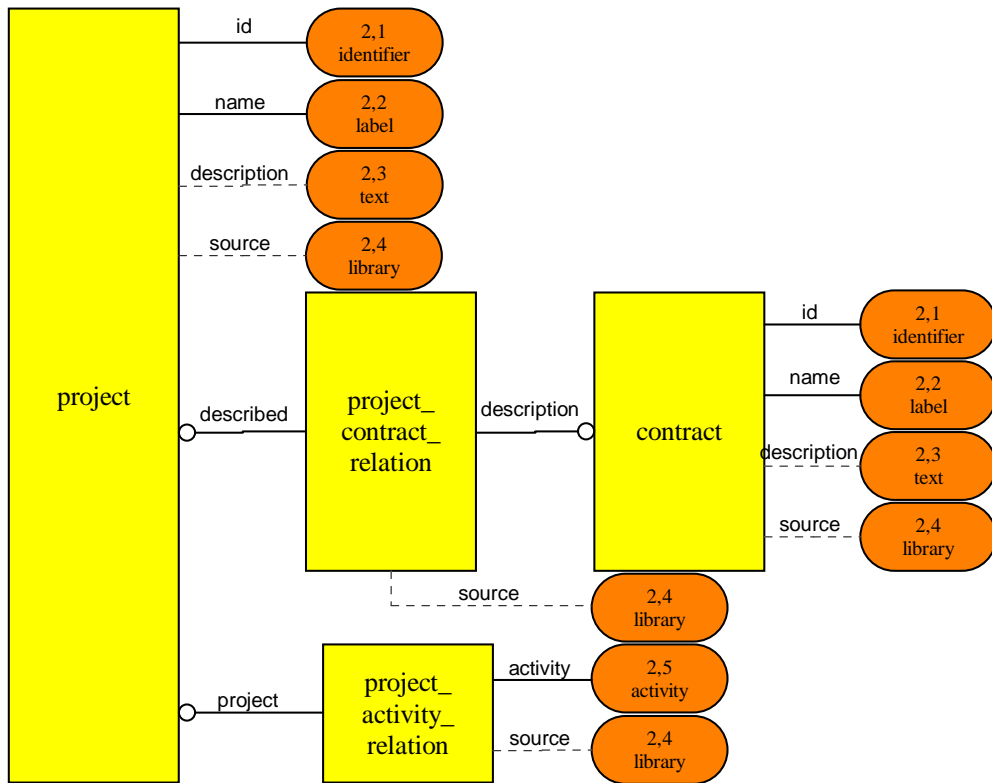 id
2,1
identifier
name
2,2
label
description
2,3
text
source
2,4
library
project
described
project_
contract_
relation
description
contract
id
2,1
identifier
name
2,2
label
description
2,3
text
source
2,4
library
source
2,4
library
project
project_
activity_
relation
activity
2,5
activity
source
2,4
library